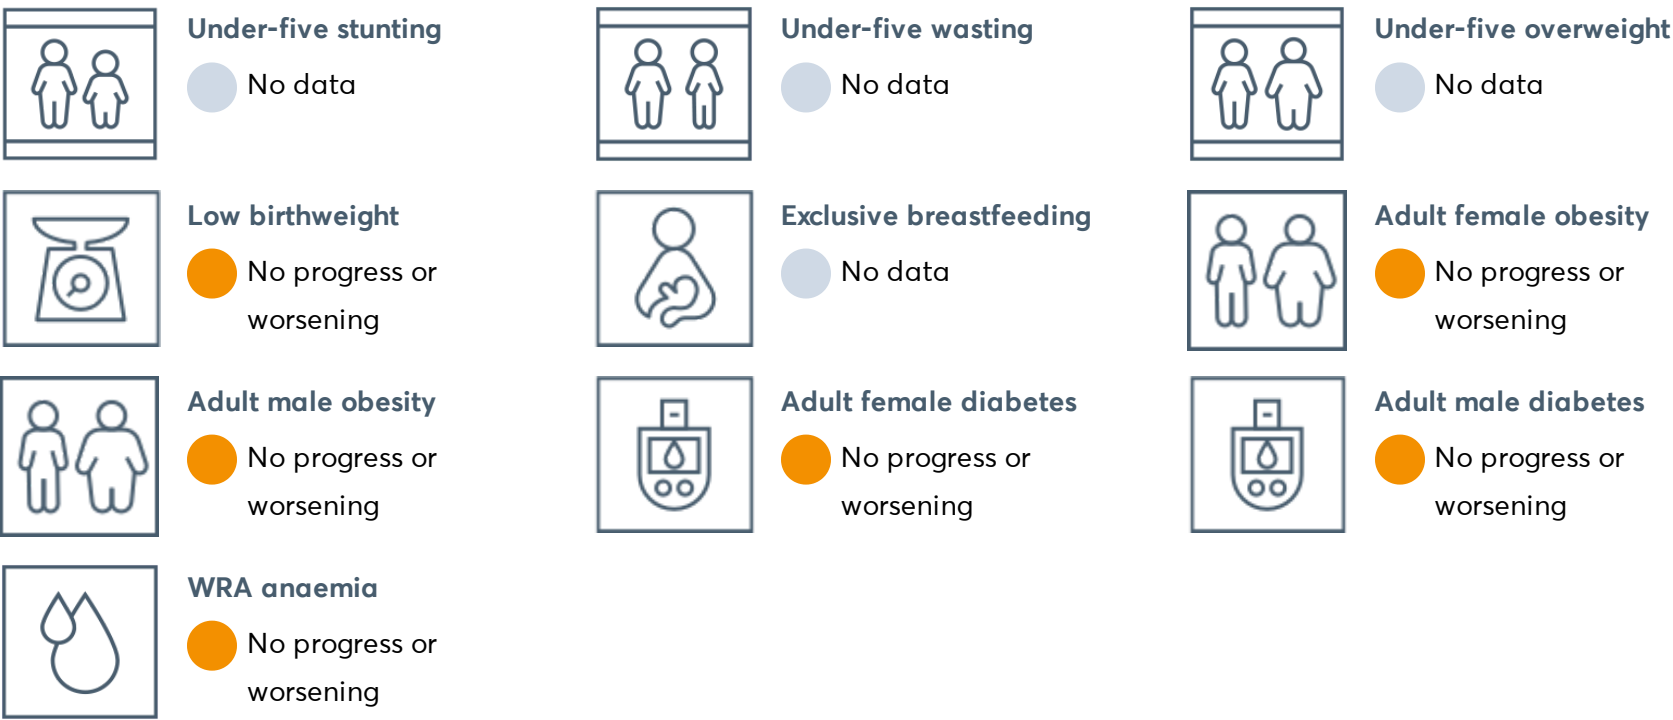 Under-five stunting
No data
Under-five wasting
No data
Under-five overweight
No data
Low birthweight
No progress or
worsening
Exclusive breastfeeding
No data
Adult female obesity
No progress or
worsening
Adult male obesity
No progress or
worsening
Adult female diabetes
No progress or
worsening
Adult male diabetes
No progress or
worsening
WRA anaemia
No progress or
worsening